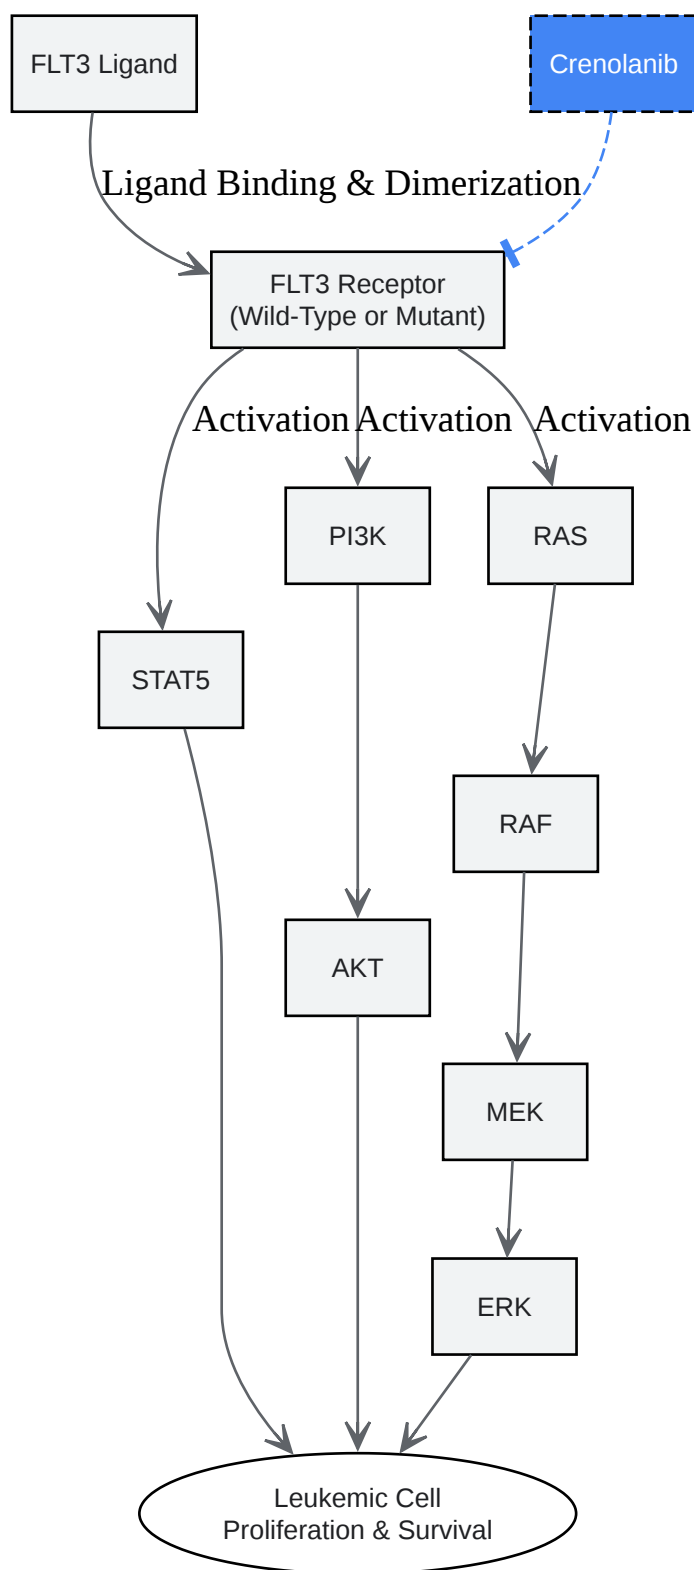 FLT3 Ligand
Crenolanib
Ligand Binding & Dimerization
FLT3 Receptor
(Wild-Type or Mutant)
Activation
Activation
Activation
PI3K
RAS
STAT5
RAF
AKT
MEK
ERK
Leukemic Cell
Proliferation & Survival